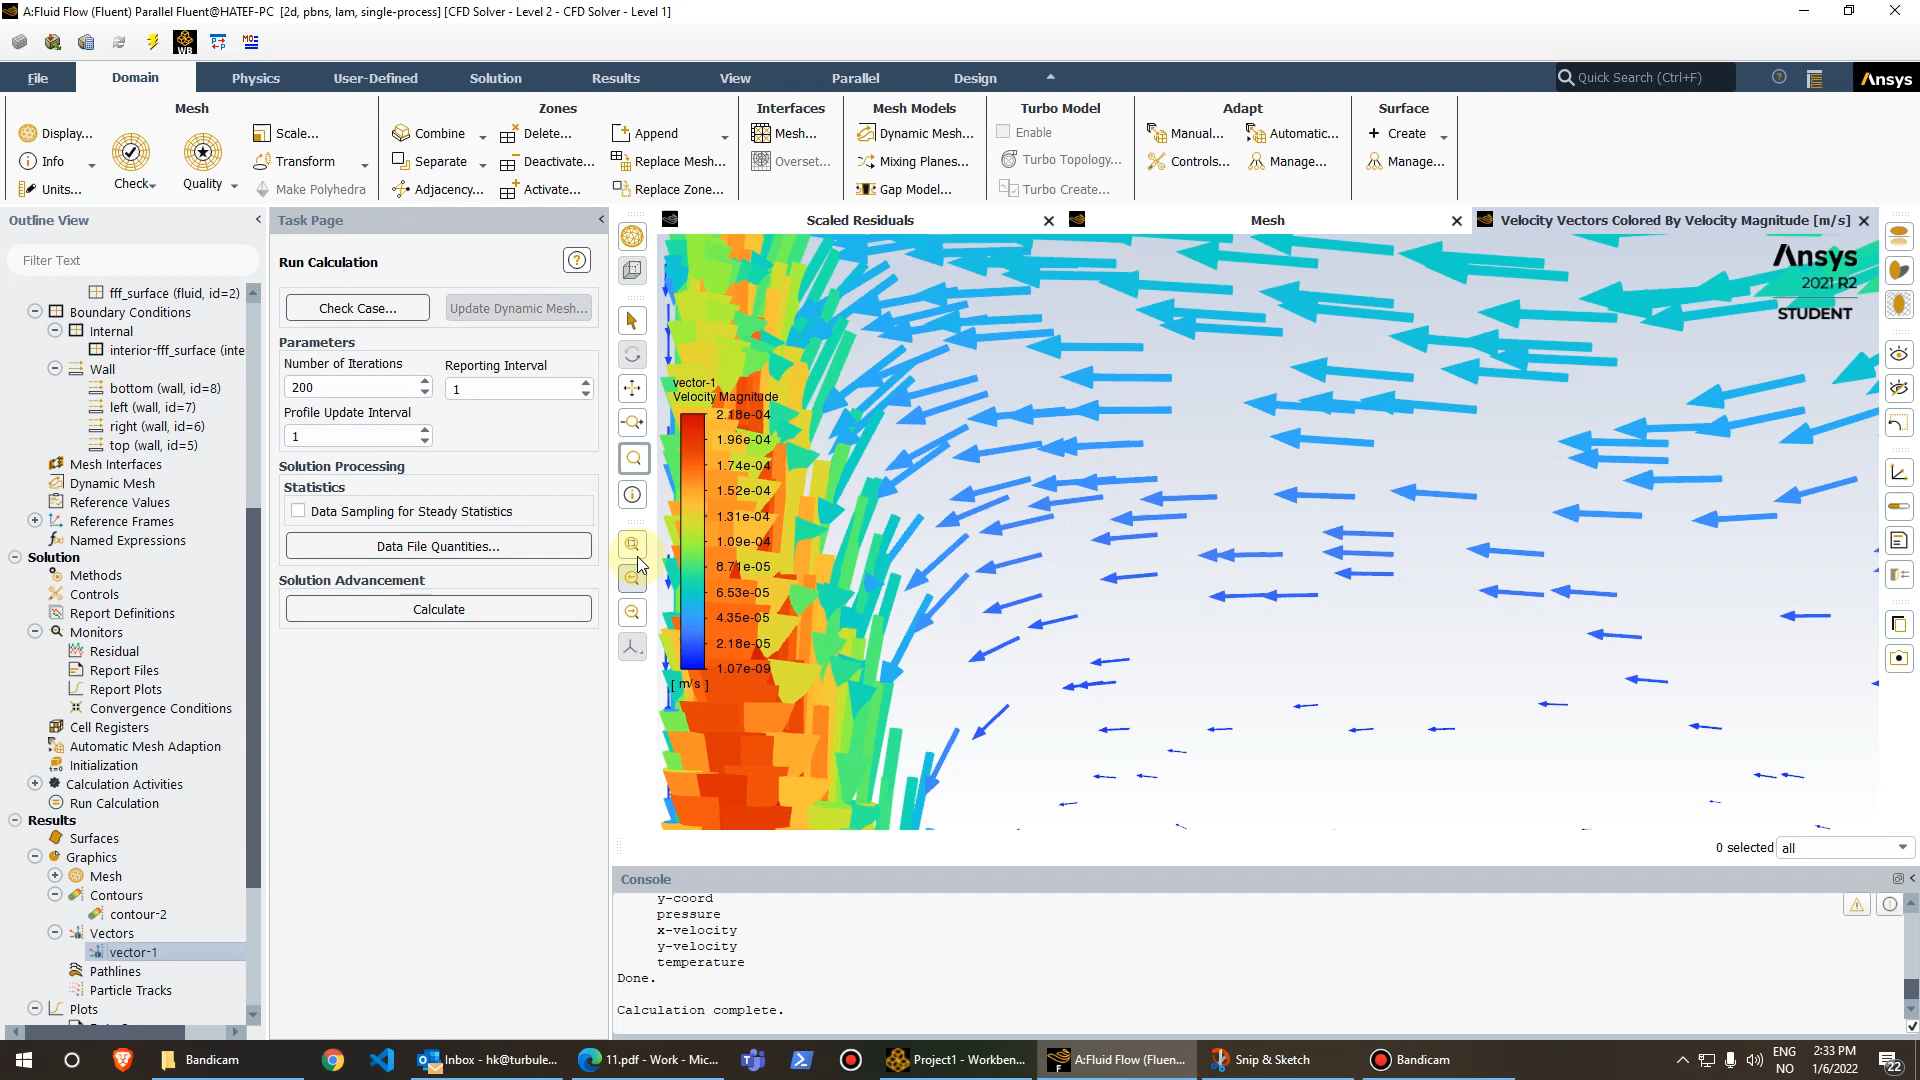 A:Fluid Flow (Fluent) Parallel Fluent@HATEF-PC [2d, pbns, lam, single-process] [CFD Solver - Level 2 - CFD Solver - Level 1]
WB
File Domain Physics User-Defined Solution Results View Parallel Design Quick Search (Ctrl+F) Ansys
Mesh
Display...
Info
Units...
Check
Quality
Scale...
Transform
Make Polyhedra
Zones
Combine
Separate
Adjacency...
Delete...
Deactivate...
Activate...
Append
Replace Mesh...
Replace Zone...
Interfaces
Mesh...
Overset...
Mesh Models
Dynamic Mesh...
Mixing Planes...
Gap Model...
Turbo Model
Enable
Turbo Topology...
Turbo Create...
Adapt
Manual...
Controls...
Automatic...
Manage...
Surface
Create
Manage...
Outline View
Filter Text
fff_surface (fluid, id=2)
Boundary Conditions
Internal
interior-fff_surface (inte
Wall
bottom (wall, id=8)
left (wall, id=7)
right (wall, id=6)
top (wall, id=5)
Mesh Interfaces
Dynamic Mesh
Reference Values
Reference Frames
Named Expressions
Solution
Methods
Controls
Report Definitions
Monitors
Residual
Report Files
Report Plots
Convergence Conditions
Cell Registers
Automatic Mesh Adaption
Initialization
Calculation Activities
Run Calculation
Results
Surfaces
Graphics
Mesh
Contours
contour-2
Vectors
vector-1
Pathlines
Particle Tracks
Plots
Task Page
Run Calculation
Check Case...
Update Dynamic Mesh...
Parameters
Number of Iterations
200
Reporting Interval
1
Profile Update Interval
1
Solution Processing
Statistics
Data Sampling for Steady Statistics
Data File Quantities...
Solution Advancement
Calculate
Scaled Residuals
Mesh
Velocity Vectors Colored By Velocity Magnitude [m/s]
Ansys
2021 R2
STUDENT
vector-1
Velocity Magnitude
2.18e-04
1.96e-04
1.74e-04
1.52e-04
1.31e-04
1.09e-04
8.71e-05
6.53e-05
4.35e-05
2.18e-05
1.07e-09
[ m/s ]
0 selected all
Console
y-coord
pressure
x-velocity
y-velocity
temperature
Done.
Calculation complete.
Bandicam
Inbox - hk@turbule...
11.pdf - Work - Mic...
Project1 - Workben...
A:Fluid Flow (Fluen...
Snip & Sketch
Bandicam
ENG
NO
2:33 PM
1/6/2022
22